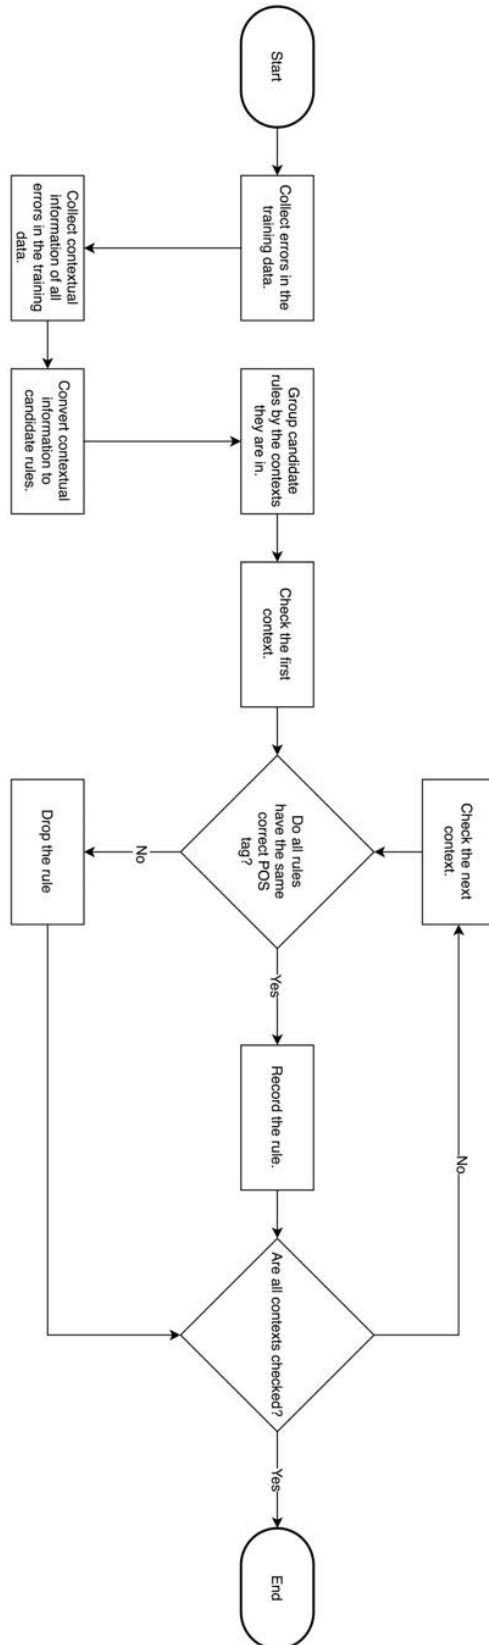 Start
Collect errors in the
training data.
Collect contextual
information of all
errors in the training
data.
Convert contextual
information to
candidate rules.
Group candidate
rules by the contexts
they are in.
Check the first
context.
Do all rules
have the same
correct POS
tag?
No
Drop the rule
Yes
Record the rule.
Are all contexts checked?
No
Check the next
context.
Yes
End